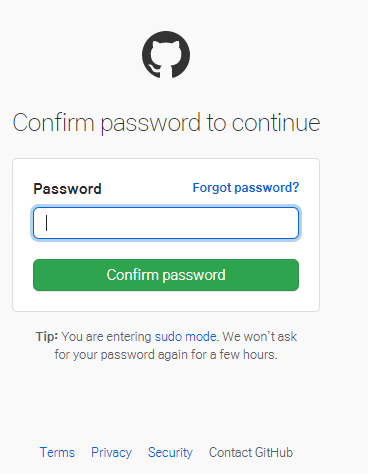 Confirm password to continue
Password Forgot password?
Confirm password
Tip: You are entering sudo mode. We won't ask
for your password again for a few hours.
Terms Privacy Security Contact GitHub